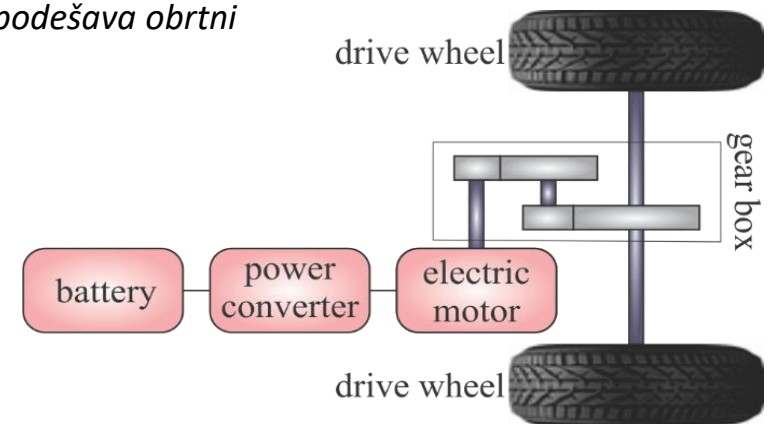 podešava obrtni
drive wheel
gear box
battery
power
converter
electric
motor
drive wheel